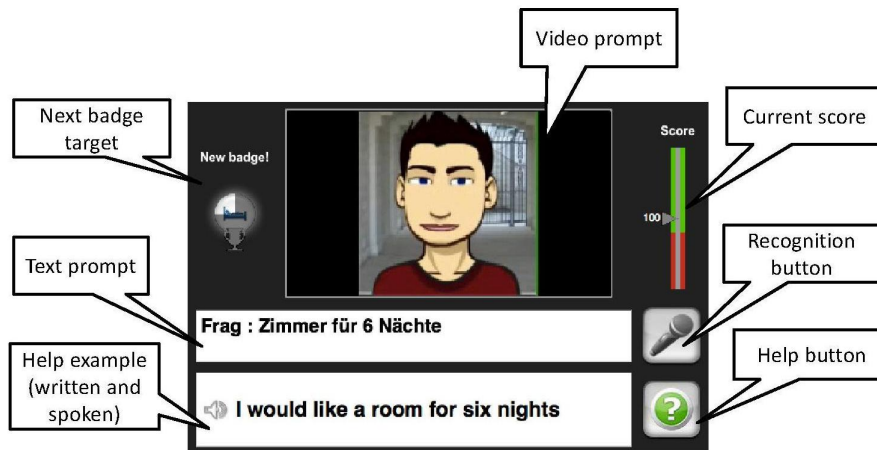 Video prompt
Next badge
target
Current score
New badge!
Score
100
Recognition
button
Text prompt
Frag : Zimmer für 6 Nächte
Help example
(written and
spoken)
Help button
I would like a room for six nights
?